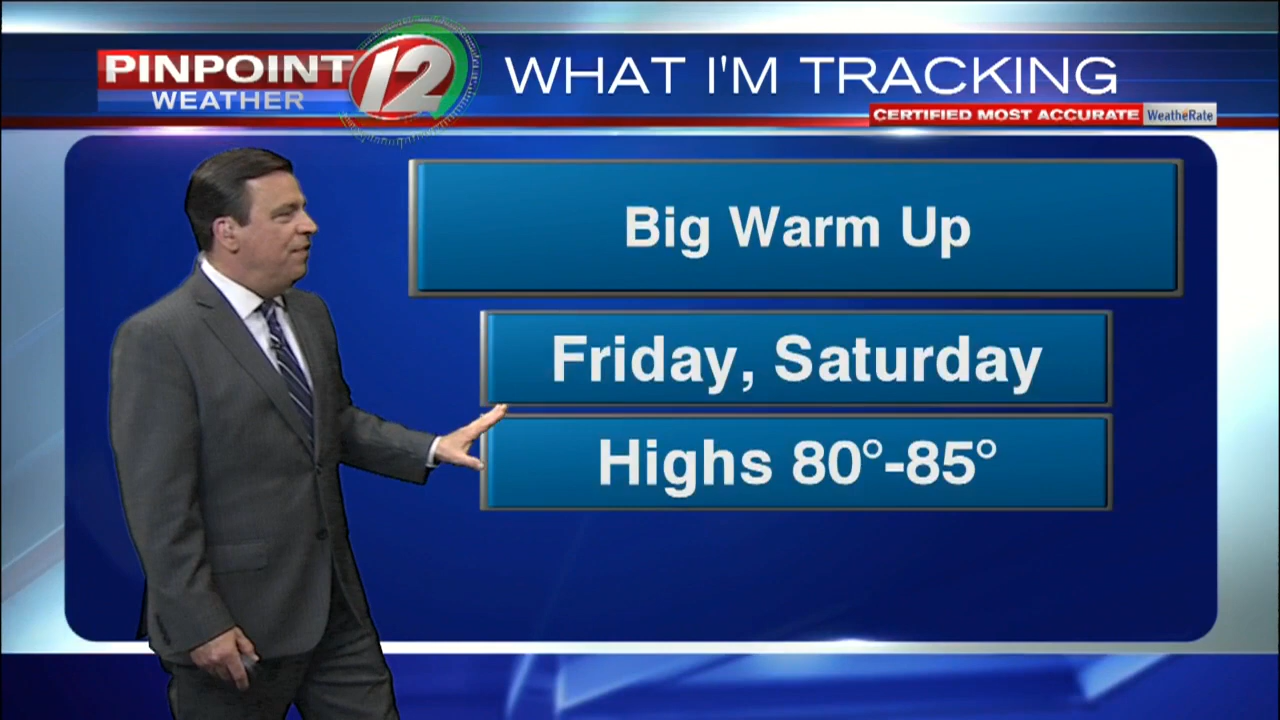 PINPOINT 12
WEATHER
WHAT I'M TRACKING
CERTIFIED MOST ACCURATE WeatheRate
Big Warm Up
Friday, Saturday
Highs 80°-85°